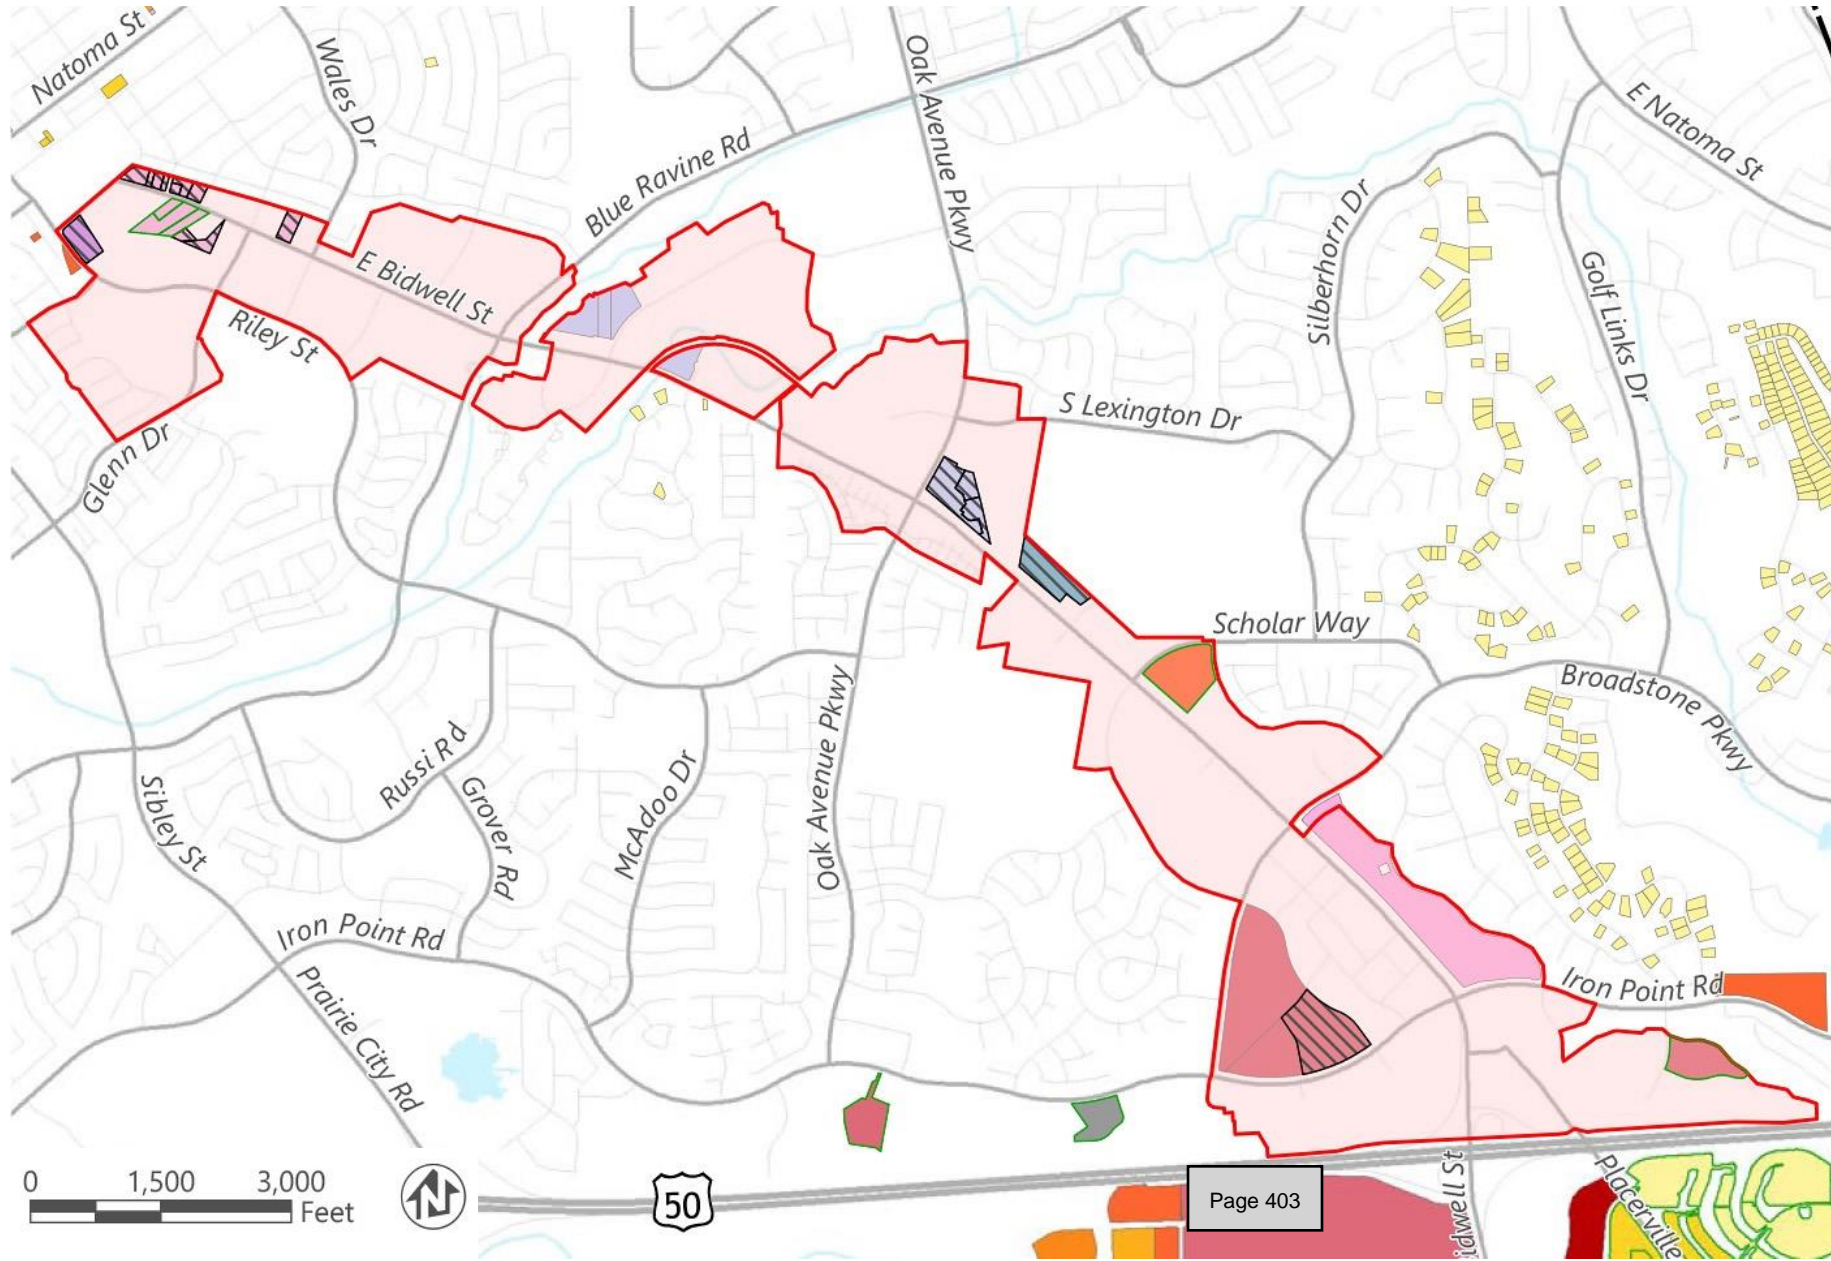 Natoma St
Wales Dr
Blue Ravine Rd
Oak Avenue Pkwy
E Natoma St
Silberhorn Dr
Golf Links Dr
E Bidwell St
Riley St
Glenn Dr
S Lexington Dr
Scholar Way
Broadstone Pkwy
Oak Avenue Pkwy
Russi Rd
Grover Rd
McAdoo Dr
Sibley St
Iron Point Rd
Prairie City Rd
Iron Point Rd
0 1,500 3,000
Feet
N
50
Page 403
idwell St
Placerville